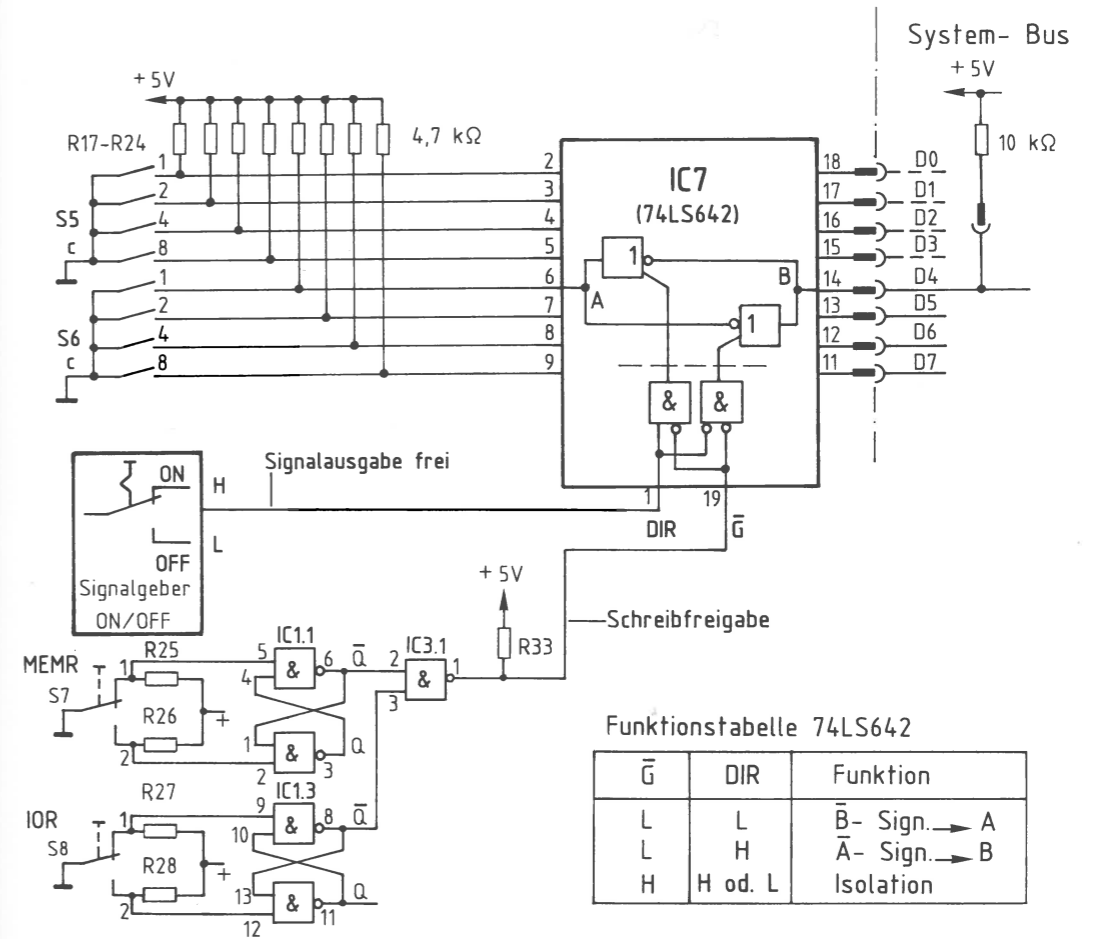 System- Bus
+ 5V
+ 5V
R17-R24
4,7 kΩ
10 kΩ
IC7
(74LS642)
S5
c
1
2
4
8
S6
c
1
2
4
8
2
3
4
5
6
7
8
9
1
A
B
1
&
&
18
17
16
15
14
13
12
11
D0
D1
D2
D3
D4
D5
D6
D7
1
19
DIR
G̅
ON
H
OFF
L
Signalgeber
ON/OFF
Signalausgabe frei
+ 5V
R33
Schreibfreigabe
MEMR
S7
1
2
R25
R26
+
IC1.1
5
4
&
6
Q̅
1
2
&
3
Q
IC3.1
2
3
&
1
IOR
S8
1
2
R27
R28
+
IC1.3
9
10
&
8
Q̅
13
12
&
11
Q
Funktionstabelle 74LS642
G̅ DIR Funktion
L L B̅- Sign. → A
L H A̅- Sign. → B
H H od. L Isolation